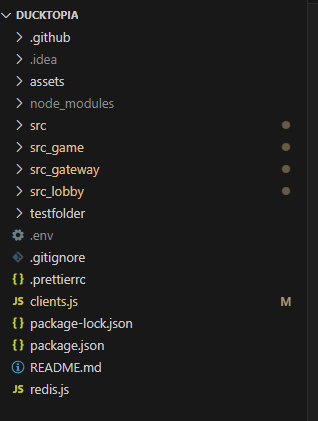 DUCKTOPIA
.github
.idea
assets
node_modules
src
src_game
src_gateway
src_lobby
testfolder
.env
.gitignore
{} .prettierrc
JS clients.js M
{} package-lock.json
{} package.json
README.md
JS redis.js